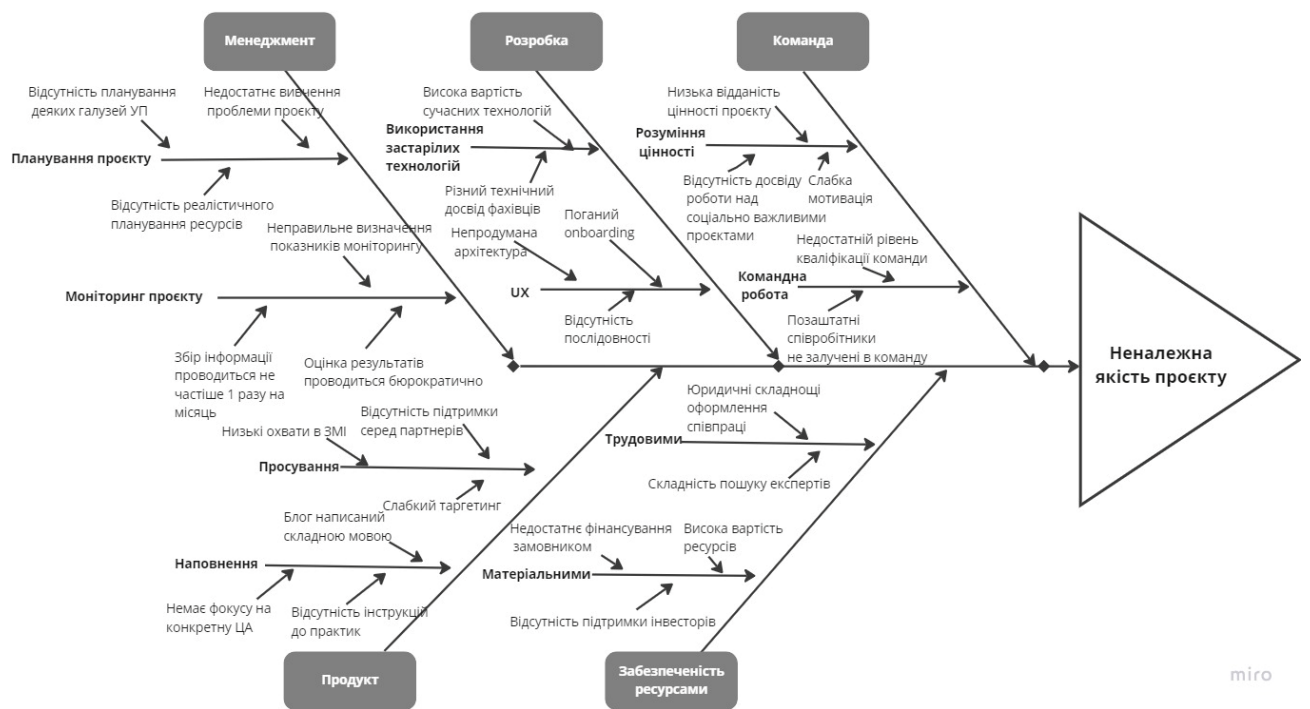 Менеджмент
Розробка
Команда
Відсутність планування
деяких галузей УП
Недостатнє вивчення
проблеми проєкту
Планування проєкту
Відсутність реалістичного
планування ресурсів
Неправильне визначення
показників моніторингу
Моніторинг проєкту
Збір інформації
проводиться не
частіше 1 разу на
місяць
Оцінка результатів
проводиться бюрократично
Висока вартість
сучасних технологій
Використання
застарілих
технологій
Різний технічний
досвід фахівців
Непродумана
архітектура
Поганий
onboarding
UX
Відсутність
послідовності
Низька відданість
цінності проєкту
Розуміння
цінності
Відсутність досвіду
роботи над
соціально важливими
проєктами
Слабка
мотивація
Недостатній рівень
кваліфікації команди
Командна
робота
Позаштатні
співробітники
не залучені в команду
Неналежна
якість проєкту
Низькі охвати в ЗМІ
Відсутність підтримки
серед партнерів
Просування
Слабкий таргетинг
Блог написаний
складною мовою
Наповнення
Немає фокусу на
конкретну ЦА
Відсутність інструкцій
до практик
Юридичні складнощі
оформлення
співпраці
Трудовими
Складність пошуку експертів
Недостатнє фінансування
замовником
Висока вартість
ресурсів
Матеріальними
Відсутність підтримки інвесторів
Продукт
Забезпеченість
ресурсами
miro